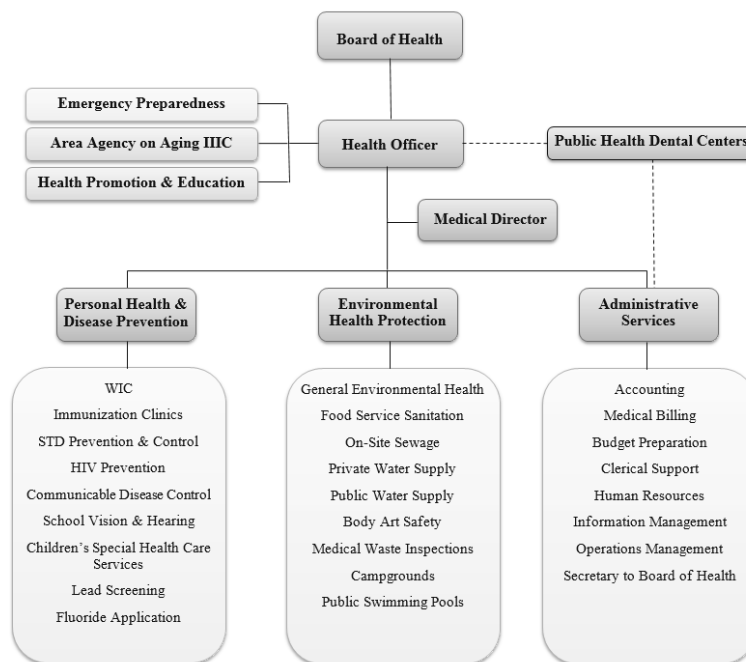 Board of Health
Emergency Preparedness
Area Agency on Aging IIIC
Health Promotion & Education
Health Officer
Public Health Dental Centers
Medical Director
Personal Health &
Disease Prevention
Environmental
Health Protection
Administrative
Services
WIC
Immunization Clinics
STD Prevention & Control
HIV Prevention
Communicable Disease Control
School Vision & Hearing
Children’s Special Health Care
Services
Lead Screening
Fluoride Application
General Environmental Health
Food Service Sanitation
On-Site Sewage
Private Water Supply
Public Water Supply
Body Art Safety
Medical Waste Inspections
Campgrounds
Public Swimming Pools
Accounting
Medical Billing
Budget Preparation
Clerical Support
Human Resources
Information Management
Operations Management
Secretary to Board of Health